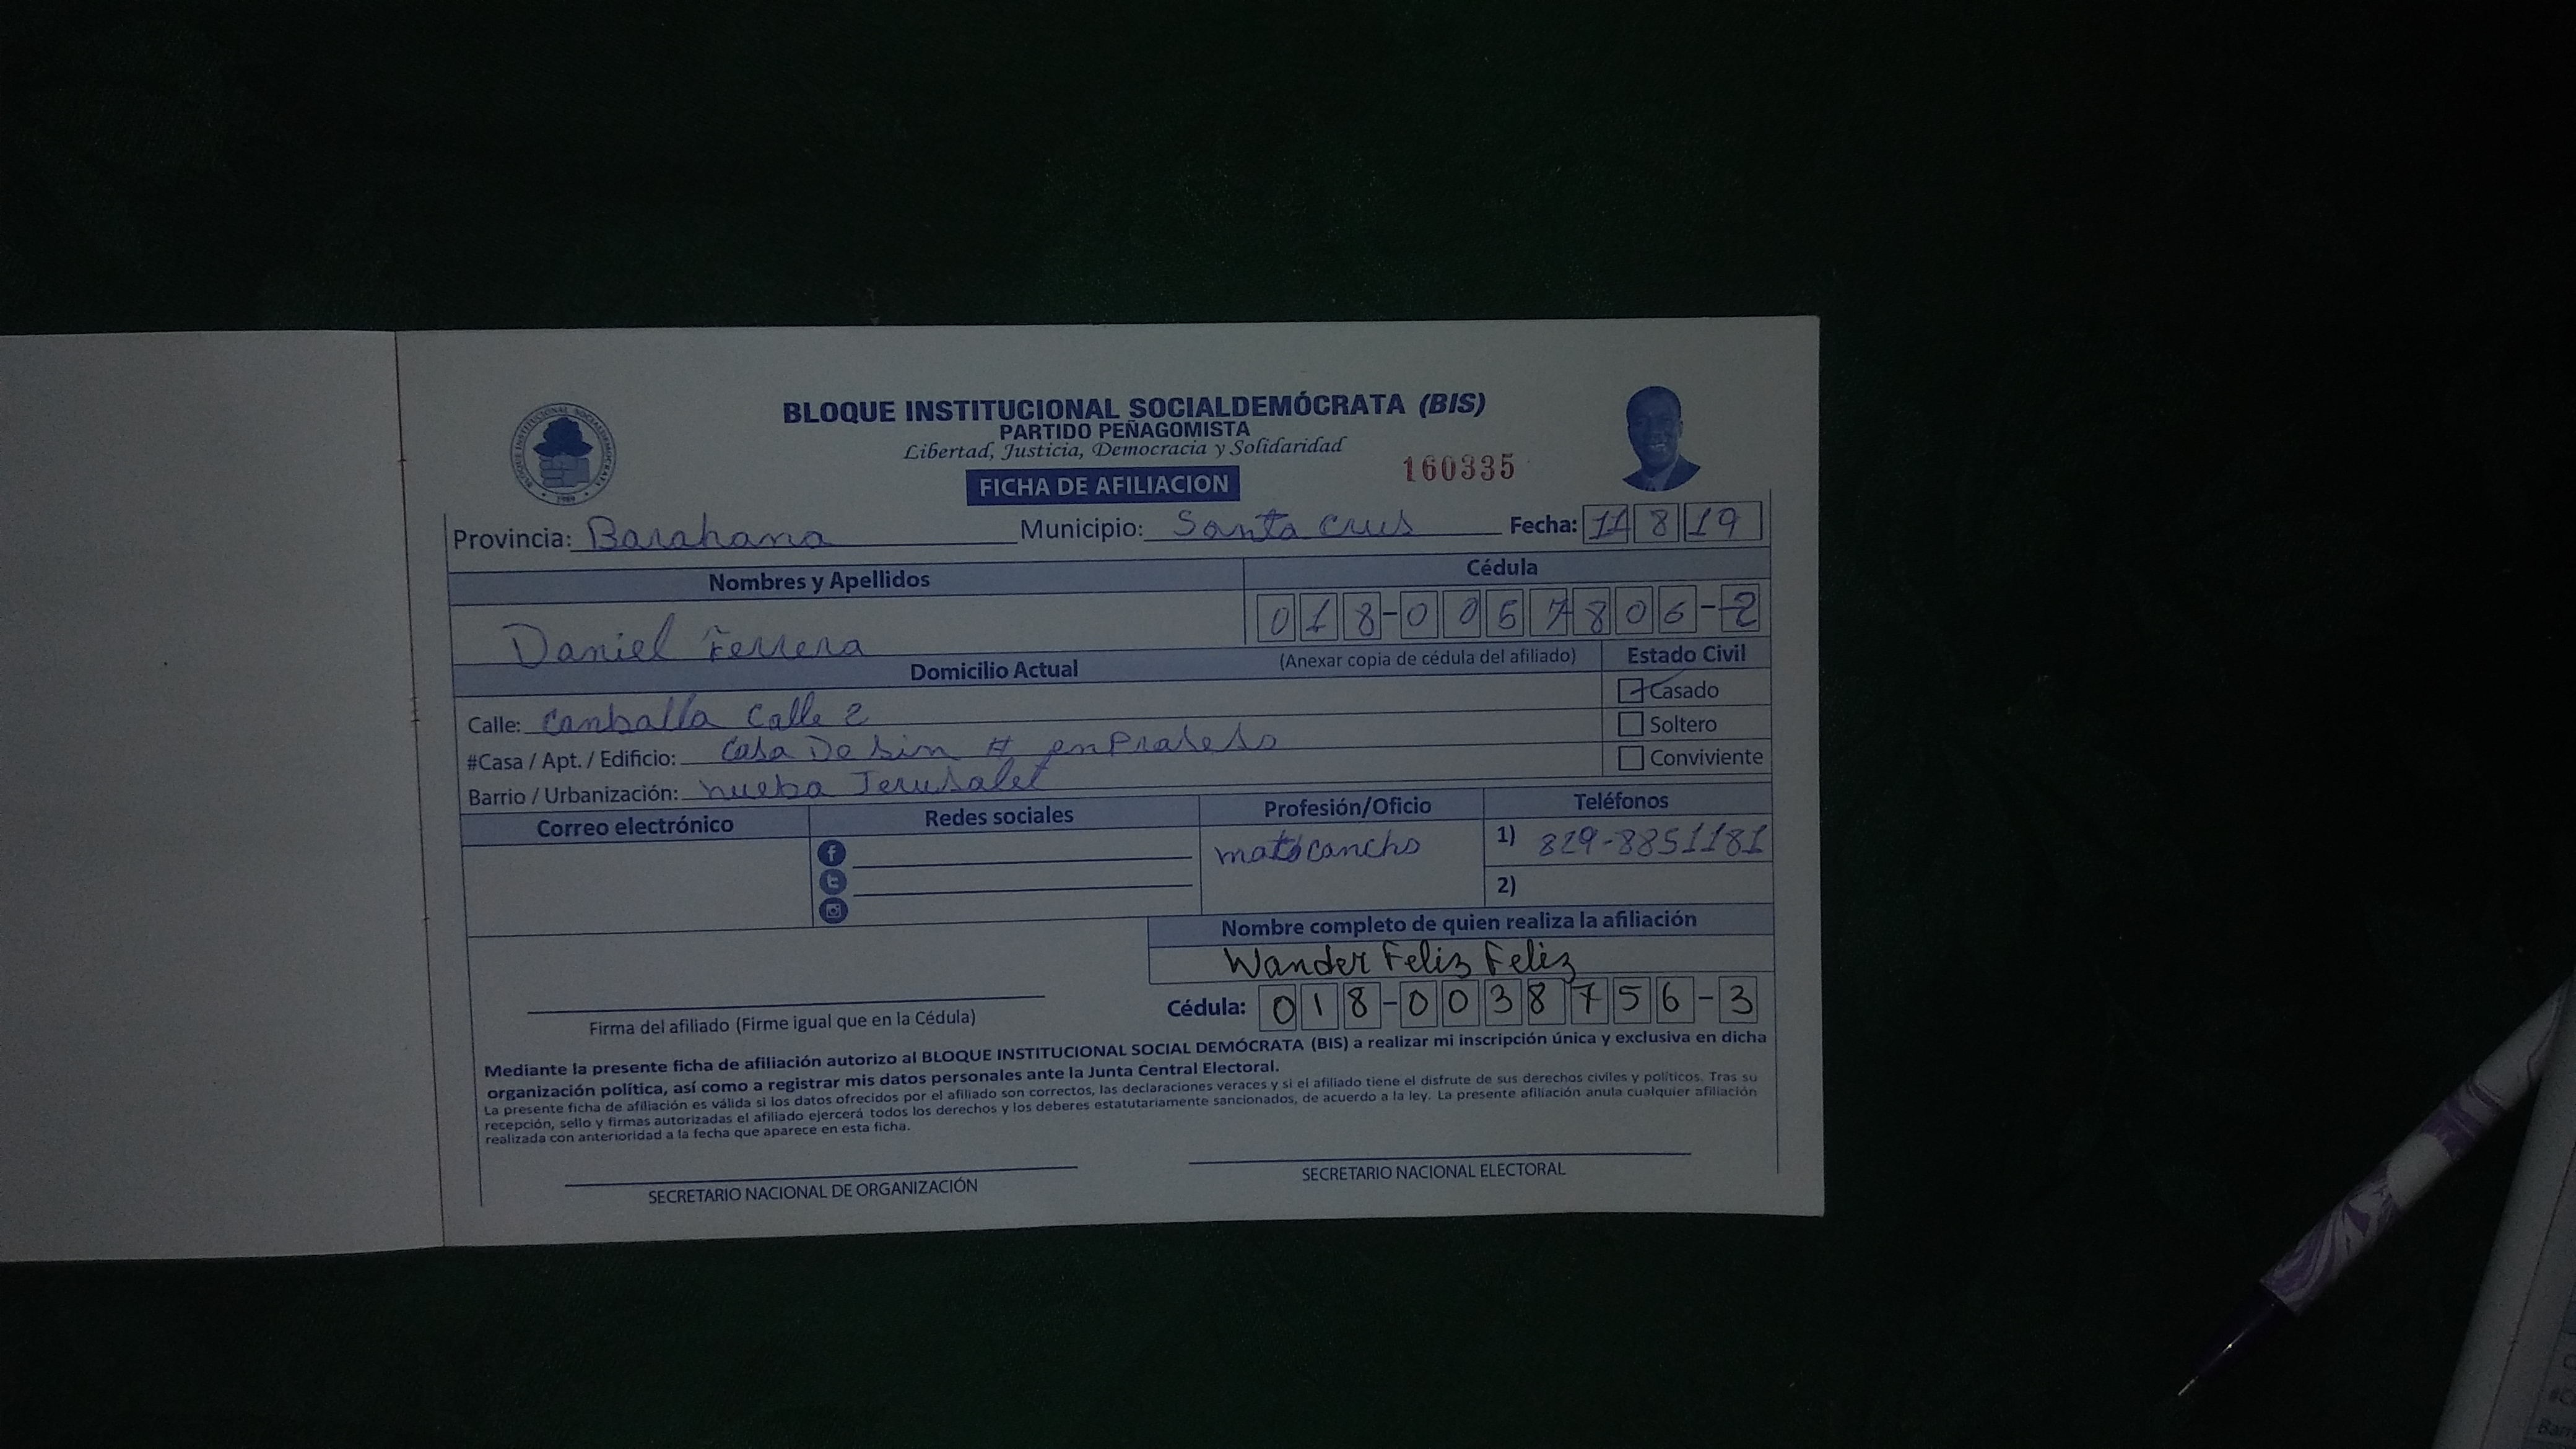 BLOQUE INSTITUCIONAL SOCIALDEMÓCRATA (BIS)
PARTIDO PEÑAGOMISTA
Libertad, Justicia, Democracia y Solidaridad
160335
FICHA DE AFILIACION
Provincia: Barahana Municipio: Santa Crus Fecha: 11 8 19
Nombres y Apellidos Cédula
Daniel Ferrera 018-0057806-2
Domicilio Actual (Anexar copia de cédula del afiliado) Estado Civil
Casado
Calle: Canballa Calle 2
Soltero
#Casa / Apt. / Edificio: Casa De Sin #
Conviviente
Barrio / Urbanización: nueba Jerusalet
Correo electrónico Redes sociales Profesión/Oficio Teléfonos
motocancho 1) 829-8851181
2)
Nombre completo de quien realiza la afiliación
Wander Feliz Feliz
Cédula: 018-0038756-3
Firma del afiliado (Firme igual que en la Cédula)
Mediante la presente ficha de afiliación autorizo al BLOQUE INSTITUCIONAL SOCIAL DEMÓCRATA (BIS) a realizar mi inscripción única y exclusiva en dicha
organización política, así como a registrar mis datos personales ante la Junta Central Electoral.
La presente ficha de afiliación es válida si los datos ofrecidos por el afiliado son correctos, las declaraciones veraces y si el afiliado tiene el disfrute de sus derechos civiles y políticos. Tras su
recepción, sello y firmas autorizadas el afiliado ejercerá todos los derechos y los deberes estatutariamente sancionados, de acuerdo a la ley. La presente afiliación anula cualquier afiliación
realizada con anterioridad a la fecha que aparece en esta ficha.
SECRETARIO NACIONAL DE ORGANIZACIÓN
SECRETARIO NACIONAL ELECTORAL